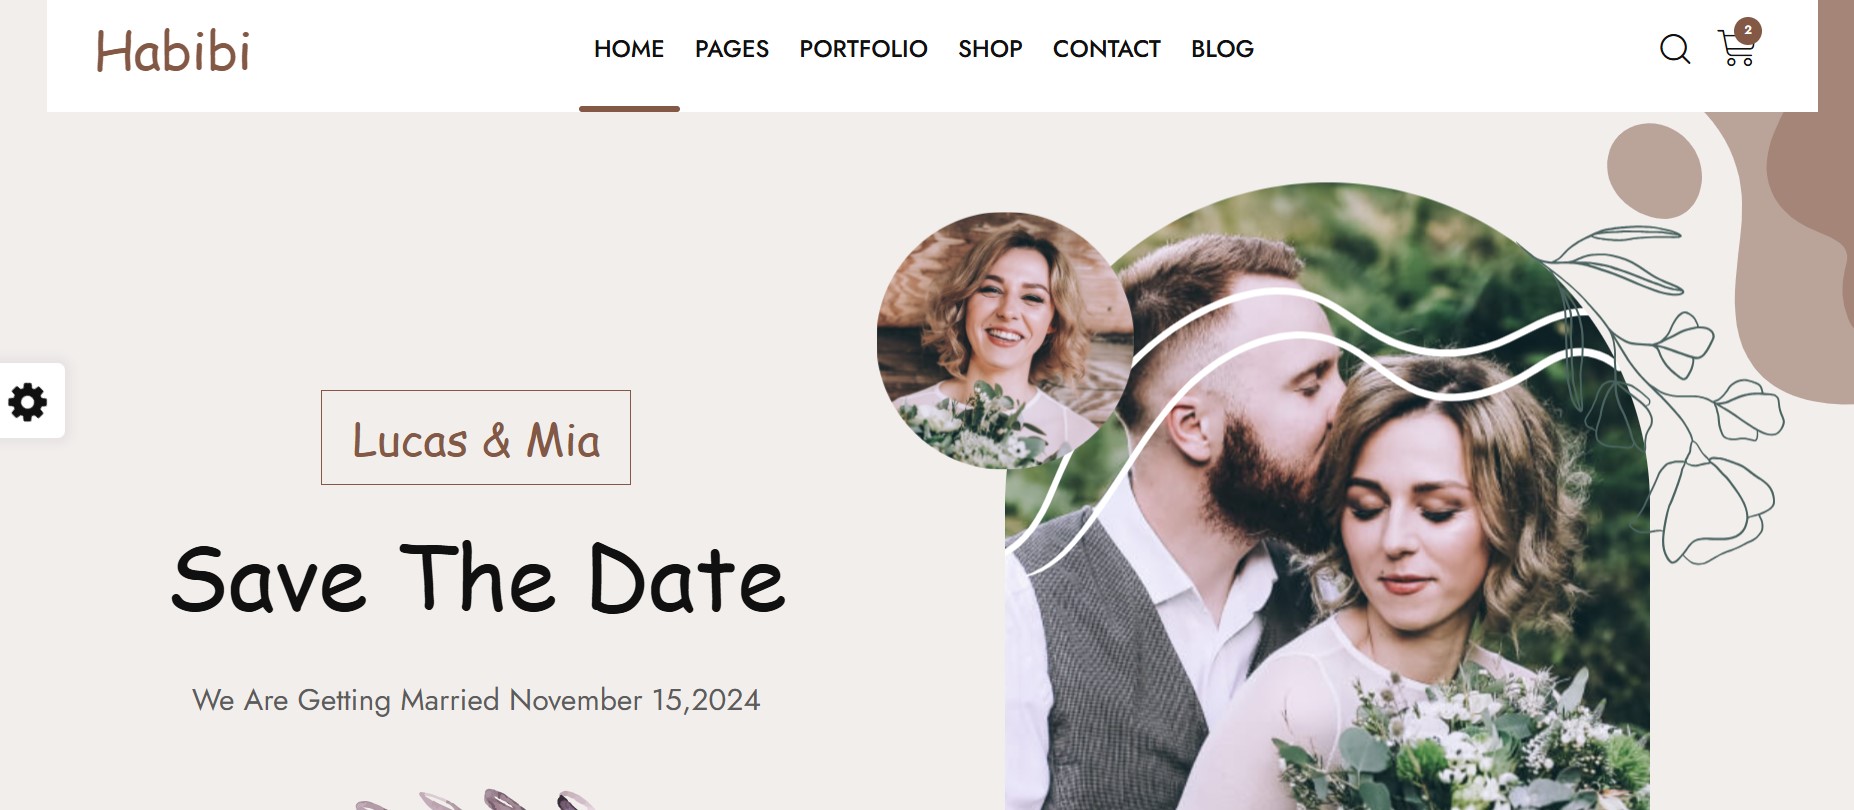 Habibi
HOME PAGES PORTFOLIO SHOP CONTACT BLOG
2
Lucas & Mia
Save The Date
We Are Getting Married November 15,2024